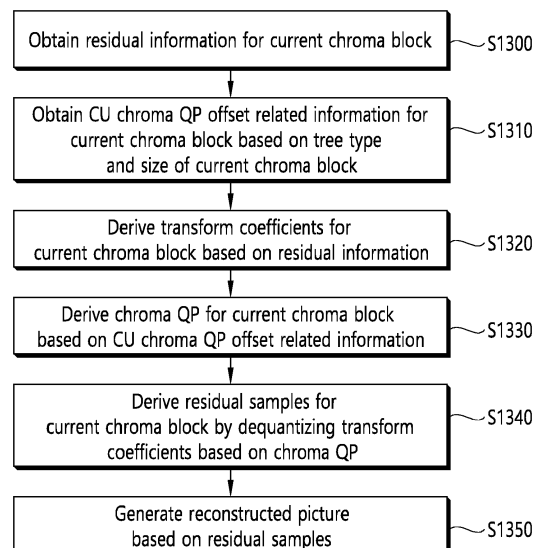 Obtain residual information for current chroma block
S1300
Obtain CU chroma QP offset related information for
current chroma block based on tree type
and size of current chroma block
S1310
Derive transform coefficients for
current chroma block based on residual information
S1320
Derive chroma QP for current chroma block
based on CU chroma QP offset related information
S1330
Derive residual samples for
current chroma block by dequantizing transform
coefficients based on chroma QP
S1340
Generate reconstructed picture
based on residual samples
S1350